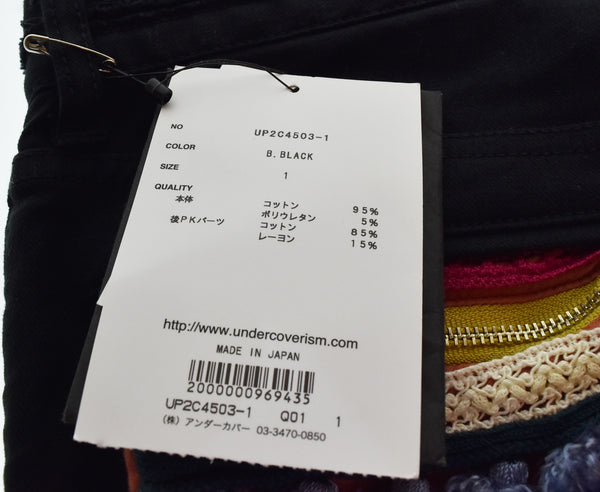 NO UP2C4503-1
COLOR B.BLACK
SIZE 1
QUALITY
本体 コットン 95%
ポリウレタン 5%
後PKパーツ コットン 85%
レーヨン 15%
http://www.undercoverism.com
MADE IN JAPAN
2000000969435
UP2C4503-1 Q01 1
(株) アンダーカバー 03-3470-0850